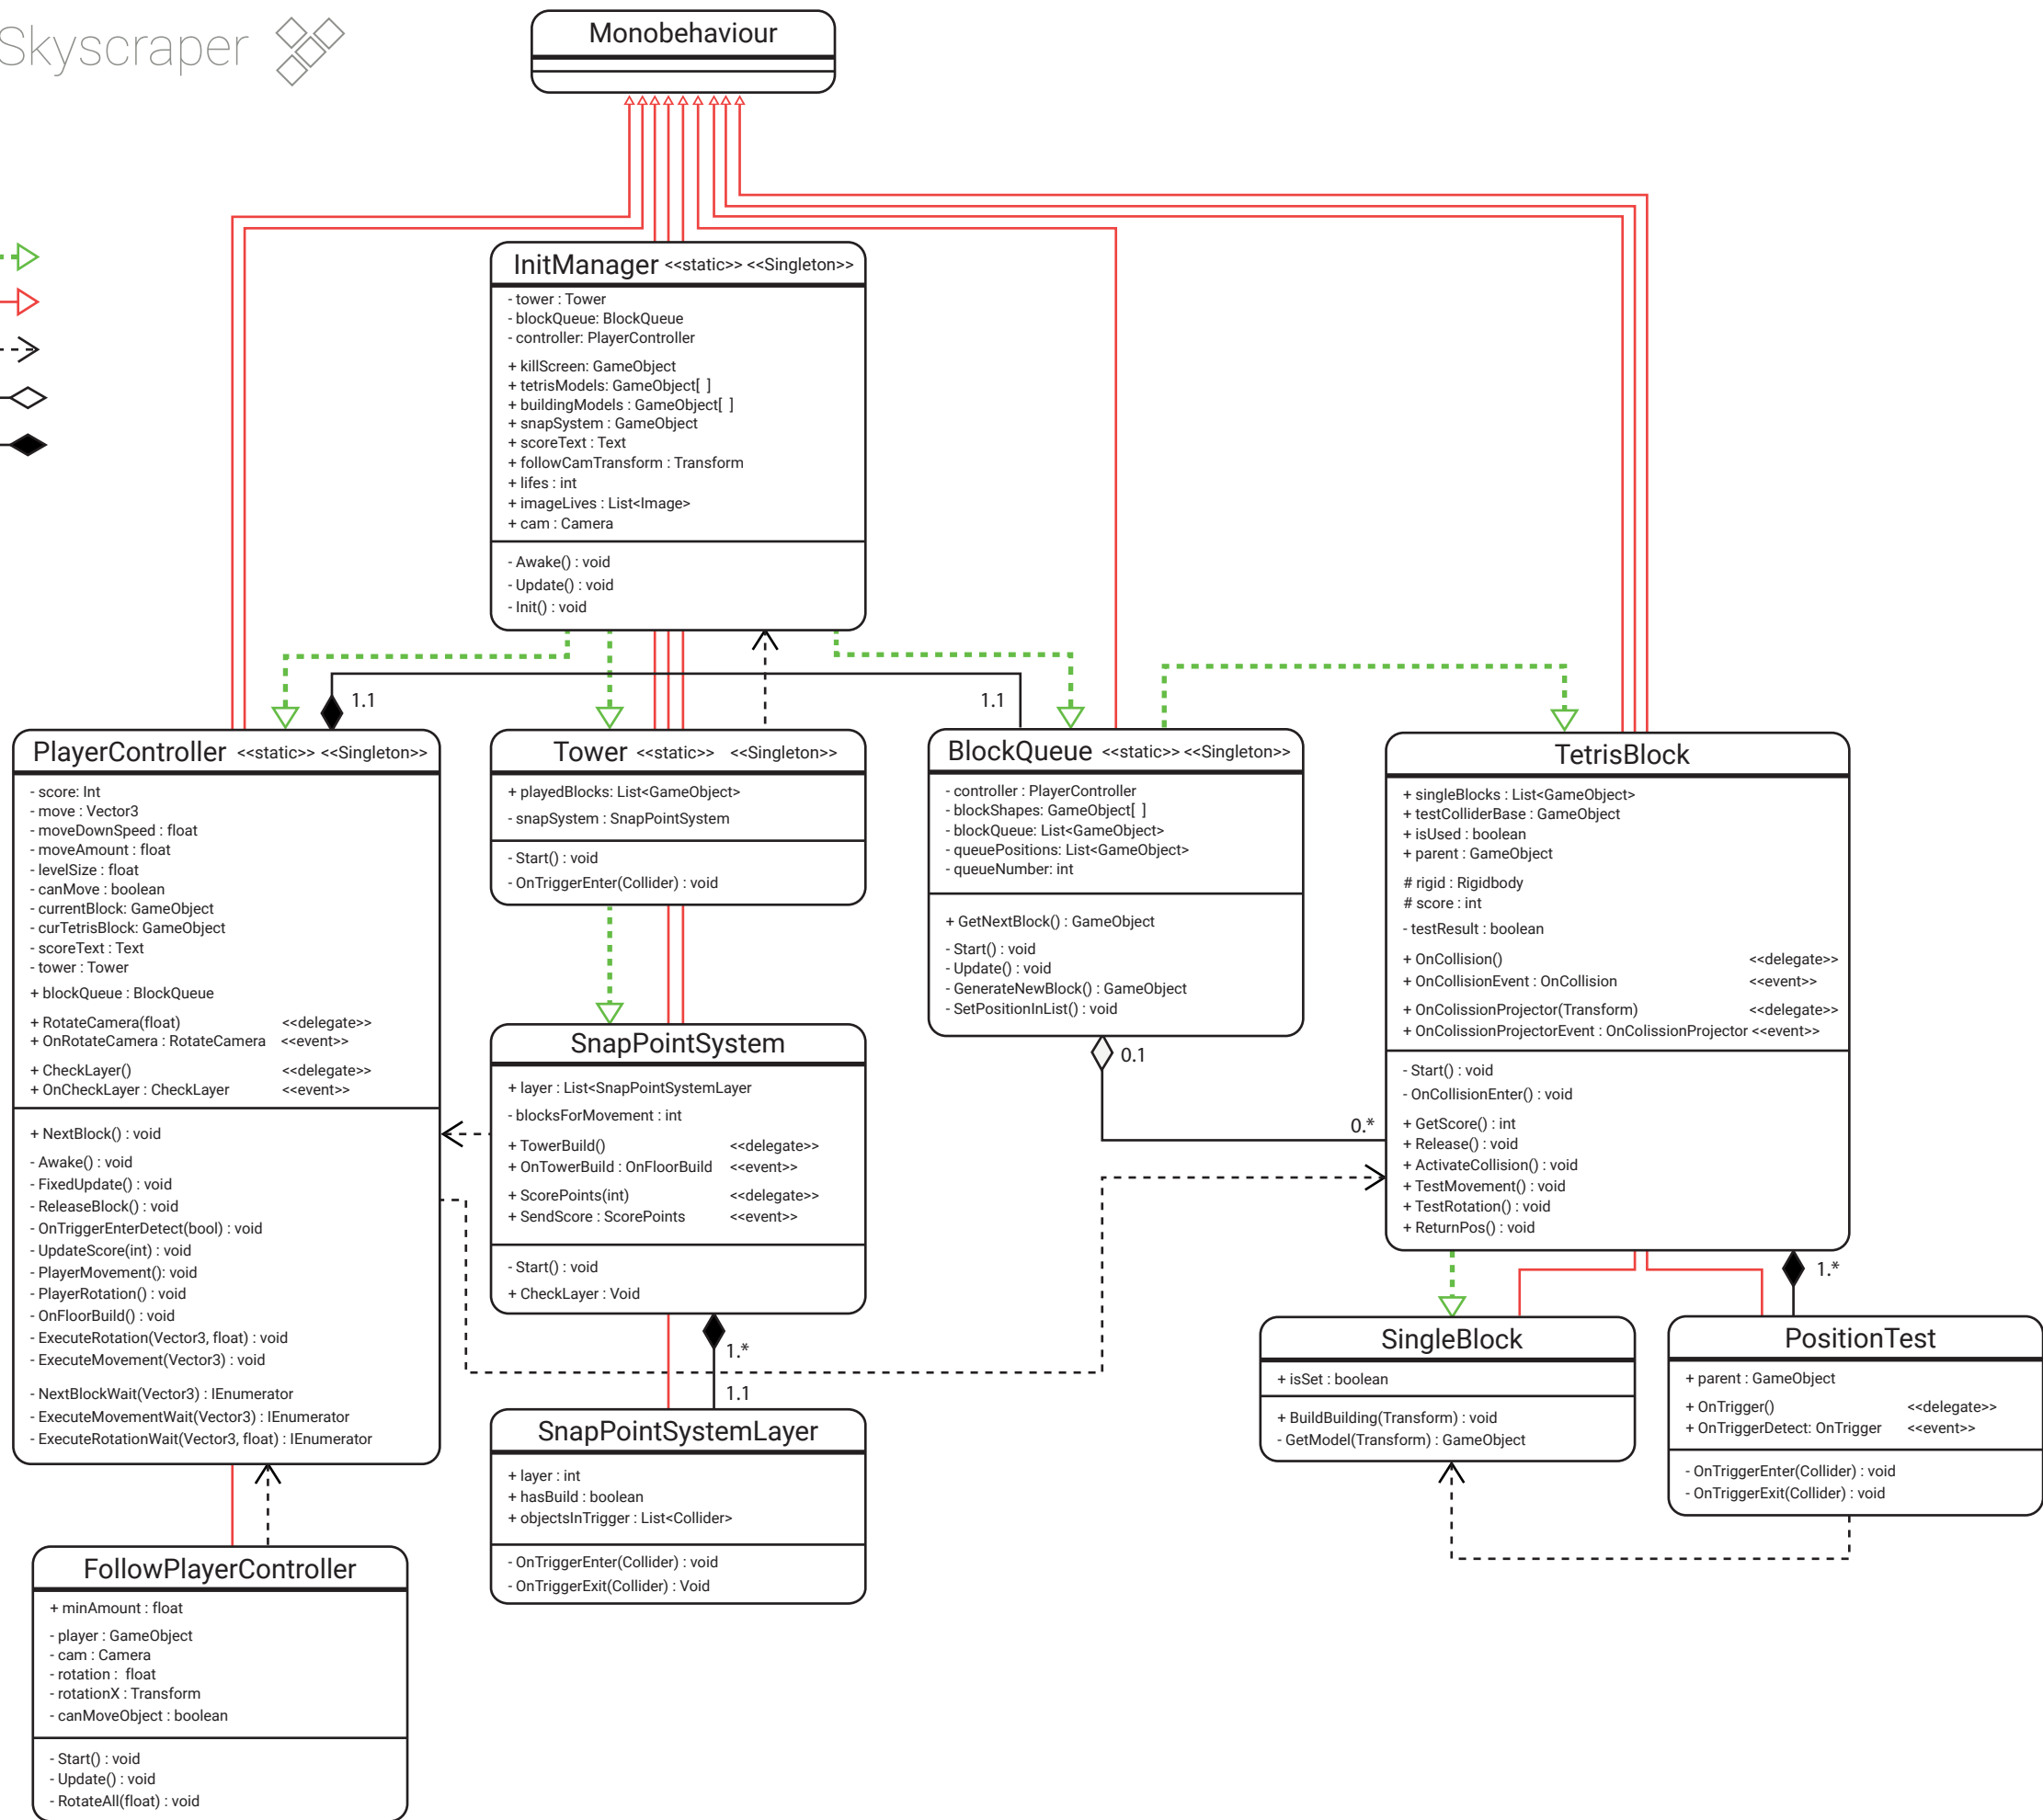 Skyscraper
Monobehaviour
InitManager <<static>> <<Singleton>>
- tower : Tower
- blockQueue: BlockQueue
- controller: PlayerController
+ killScreen: GameObject
+ tetrisModels: GameObject[ ]
+ buildingModels : GameObject[ ]
+ snapSystem : GameObject
+ scoreText : Text
+ followCamTransform : Transform
+ lifes : int
+ imageLives : List<Image>
+ cam : Camera
- Awake() : void
- Update() : void
- Init() : void
1.1
1.1
PlayerController <<static>> <<Singleton>>
- score: Int
- move : Vector3
- moveDownSpeed : float
- moveAmount : float
- levelSize : float
- canMove : boolean
- currentBlock: GameObject
- curTetrisBlock: GameObject
- scoreText : Text
- tower : Tower
+ blockQueue : BlockQueue
+ RotateCamera(float) <<delegate>>
+ OnRotateCamera : RotateCamera <<event>>
+ CheckLayer() <<delegate>>
+ OnCheckLayer : CheckLayer <<event>>
+ NextBlock() : void
- Awake() : void
- FixedUpdate() : void
- ReleaseBlock() : void
- OnTriggerEnterDetect(bool) : void
- UpdateScore(int) : void
- PlayerMovement(): void
- PlayerRotation() : void
- OnFloorBuild() : void
- ExecuteRotation(Vector3, float) : void
- ExecuteMovement(Vector3) : void
- NextBlockWait(Vector3) : IEnumerator
- ExecuteMovementWait(Vector3) : IEnumerator
- ExecuteRotationWait(Vector3, float) : IEnumerator
Tower <<static>> <<Singleton>>
+ playedBlocks: List<GameObject>
- snapSystem : SnapPointSystem
- Start() : void
- OnTriggerEnter(Collider) : void
BlockQueue <<static>> <<Singleton>>
- controller : PlayerController
- blockShapes: GameObject[ ]
- blockQueue: List<GameObject>
- queuePositions: List<GameObject>
- queueNumber: int
+ GetNextBlock() : GameObject
- Start() : void
- Update() : void
- GenerateNewBlock() : GameObject
- SetPositionInList() : void
0.1
0.*
TetrisBlock
+ singleBlocks : List<GameObject>
+ testColliderBase : GameObject
+ isUsed : boolean
+ parent : GameObject
# rigid : Rigidbody
# score : int
- testResult : boolean
+ OnCollision() <<delegate>>
+ OnCollisionEvent : OnCollision <<event>>
+ OnColissionProjector(Transform) <<delegate>>
+ OnColissionProjectorEvent : OnColissionProjector <<event>>
- Start() : void
- OnCollisionEnter() : void
+ GetScore() : int
+ Release() : void
+ ActivateCollision() : void
+ TestMovement() : void
+ TestRotation() : void
+ ReturnPos() : void
1.*
SnapPointSystem
+ layer : List<SnapPointSystemLayer
- blocksForMovement : int
+ TowerBuild() <<delegate>>
+ OnTowerBuild : OnFloorBuild <<event>>
+ ScorePoints(int) <<delegate>>
+ SendScore : ScorePoints <<event>>
- Start() : void
+ CheckLayer : Void
1.*
1.1
SnapPointSystemLayer
+ layer : int
+ hasBuild : boolean
+ objectsInTrigger : List<Collider>
- OnTriggerEnter(Collider) : void
- OnTriggerExit(Collider) : Void
SingleBlock
+ isSet : boolean
+ BuildBuilding(Transform) : void
- GetModel(Transform) : GameObject
PositionTest
+ parent : GameObject
+ OnTrigger() <<delegate>>
+ OnTriggerDetect: OnTrigger <<event>>
- OnTriggerEnter(Collider) : void
- OnTriggerExit(Collider) : void
FollowPlayerController
+ minAmount : float
- player : GameObject
- cam : Camera
- rotation : float
- rotationX : Transform
- canMoveObject : boolean
- Start() : void
- Update() : void
- RotateAll(float) : void